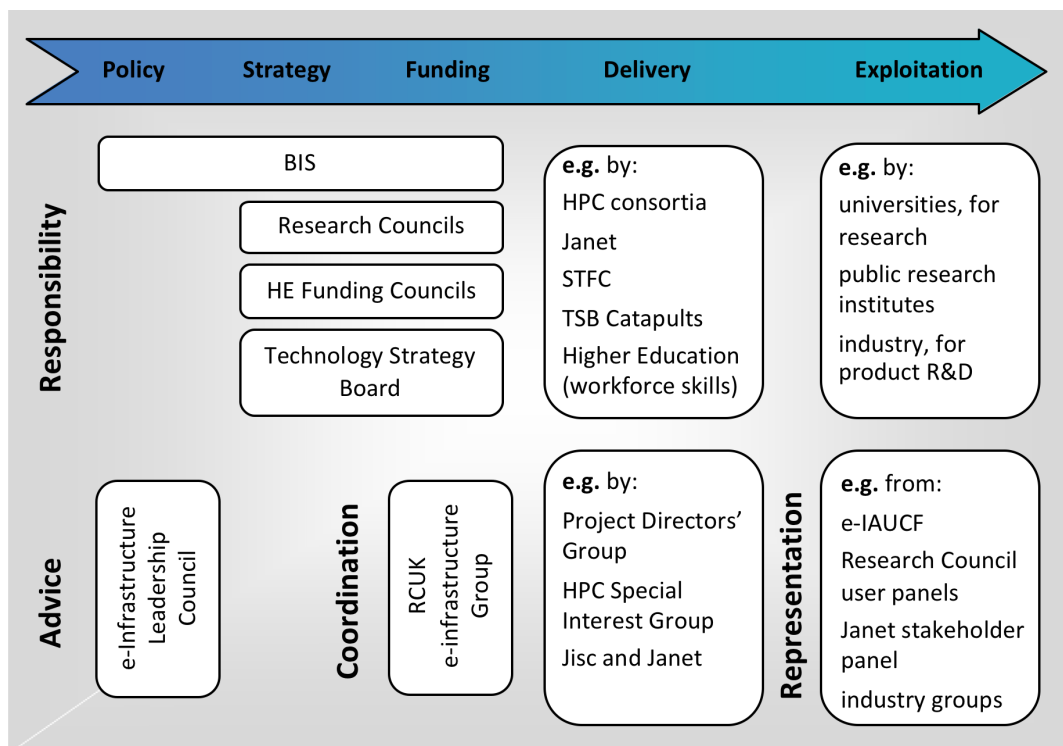 Policy Strategy Funding Delivery Exploitation
Responsibility
BIS
Research Councils
HE Funding Councils
Technology Strategy
Board
e.g. by:
HPC consortia
Janet
STFC
TSB Catapults
Higher Education
(workforce skills)
e.g. by:
universities, for
research
public research
institutes
industry, for
product R&D
Advice
e-Infrastructure
Leadership
Council
Coordination
RCUK
e-infrastructure
Group
e.g. by:
Project Directors’
Group
HPC Special
Interest Group
Jisc and Janet
Representation
e.g. from:
e-IAUCF
Research Council
user panels
Janet stakeholder
panel
industry groups